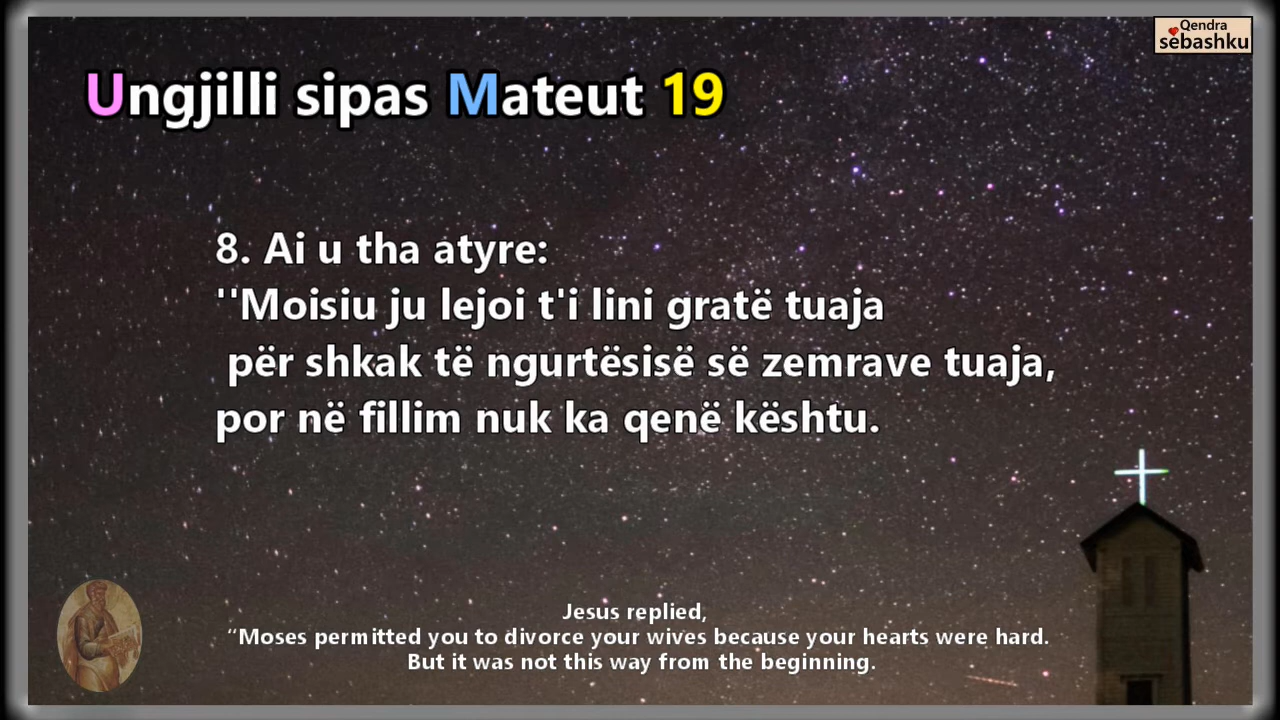 Qendra
sebashku
Ungjilli sipas Mateut 19
8. Ai u tha atyre:
''Moisiu ju lejoi t'i lini gratë tuaja
për shkak të ngurtësisë së zemrave tuaja,
por në fillim nuk ka qenë kështu.
Jesus replied,
“Moses permitted you to divorce your wives because your hearts were hard.
But it was not this way from the beginning.